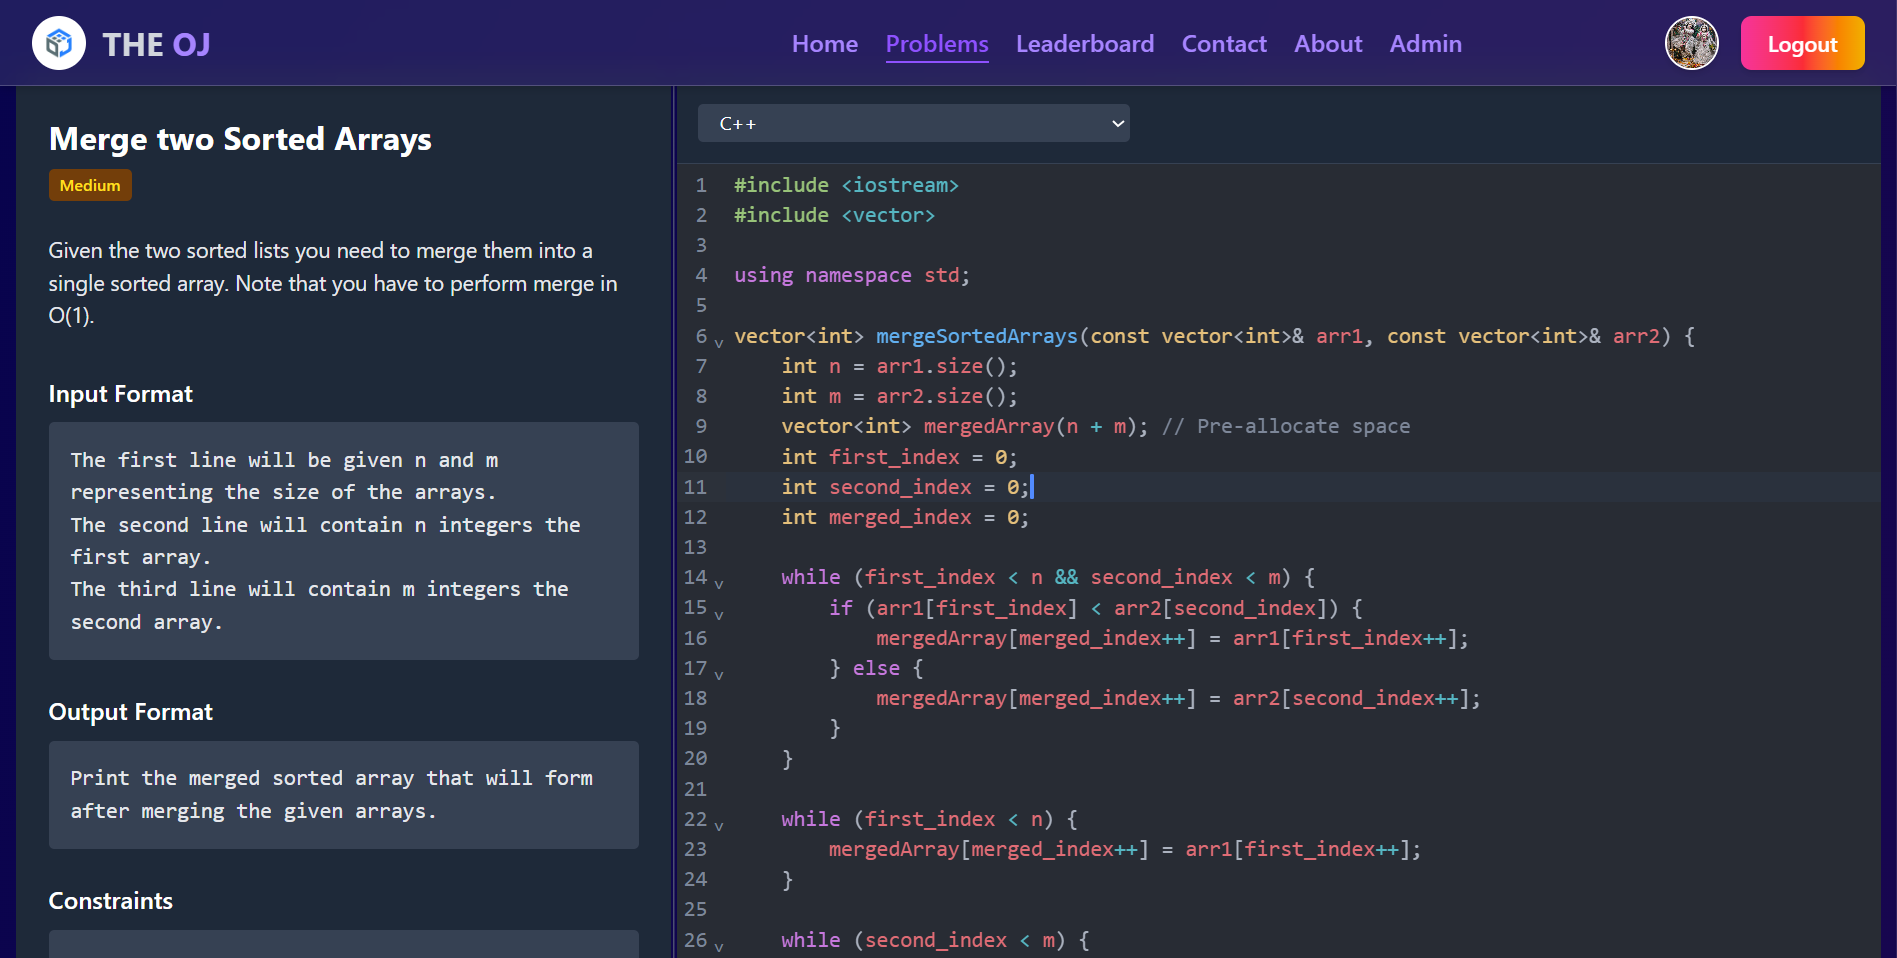 THE OJ
Home Problems Leaderboard Contact About Admin
Logout
Merge two Sorted Arrays
Medium
Given the two sorted lists you need to merge them into a
single sorted array. Note that you have to perform merge in
O(1).
Input Format
The first line will be given n and m
representing the size of the arrays.
The second line will contain n integers the
first array.
The third line will contain m integers the
second array.
Output Format
Print the merged sorted array that will form
after merging the given arrays.
Constraints
C++
1 #include <iostream>
2 #include <vector>
3
4 using namespace std;
5
6 vector<int> mergeSortedArrays(const vector<int>& arr1, const vector<int>& arr2) {
7     int n = arr1.size();
8     int m = arr2.size();
9     vector<int> mergedArray(n + m); // Pre-allocate space
10     int first_index = 0;
11     int second_index = 0;
12     int merged_index = 0;
13
14     while (first_index < n && second_index < m) {
15         if (arr1[first_index] < arr2[second_index]) {
16             mergedArray[merged_index++] = arr1[first_index++];
17         } else {
18             mergedArray[merged_index++] = arr2[second_index++];
19         }
20     }
21
22     while (first_index < n) {
23         mergedArray[merged_index++] = arr1[first_index++];
24     }
25
26     while (second_index < m) {